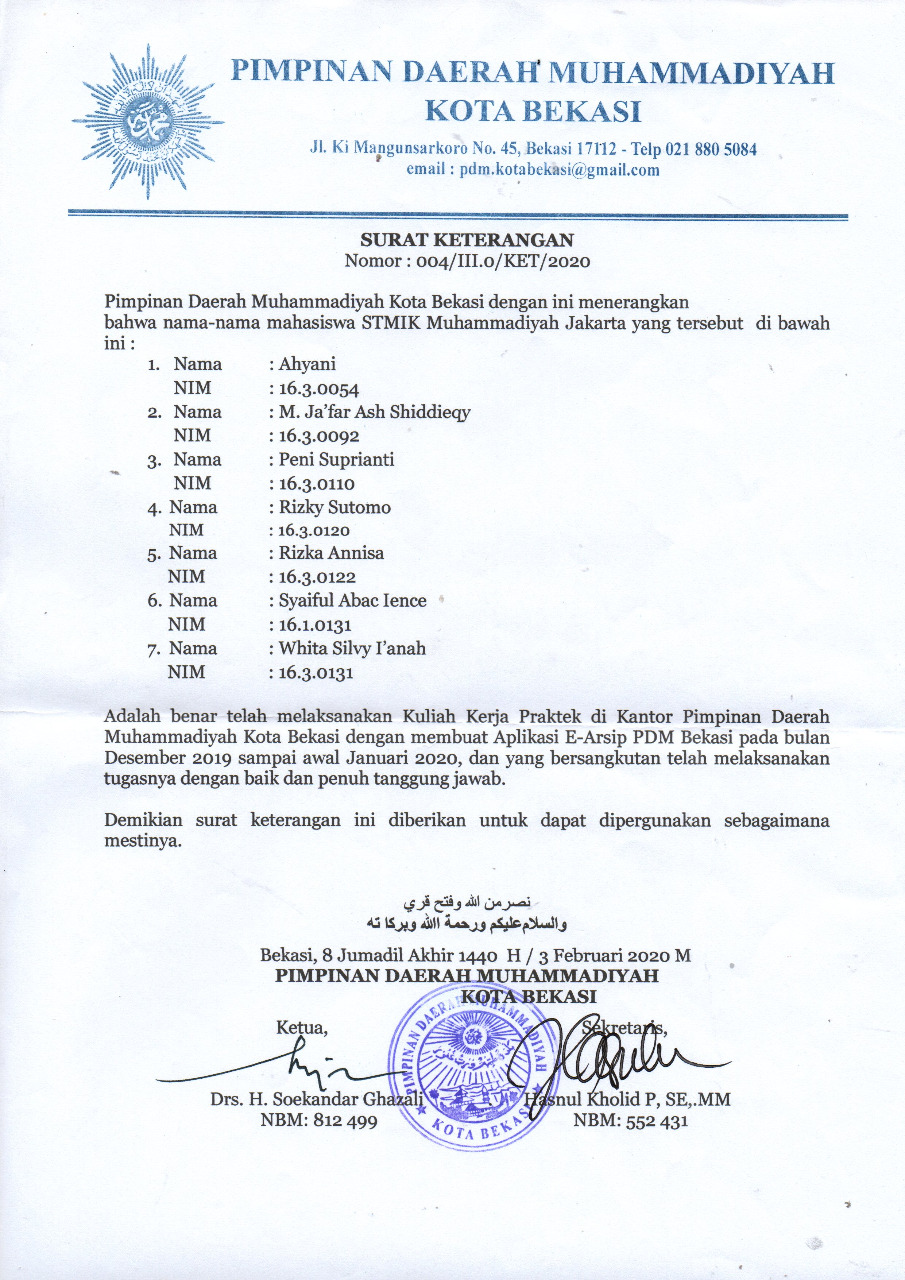 PIMPINAN DAERAH MUHAMMADIYAH
KOTA BEKASI
Jl. Ki Mangunsarkoro No. 45, Bekasi 17112 - Telp 021 880 5084
email : pdm.kotabekasi@gmail.com
SURAT KETERANGAN
Nomor : 004/III.0/KET/2020
Pimpinan Daerah Muhammadiyah Kota Bekasi dengan ini menerangkan
bahwa nama-nama mahasiswa STMIK Muhammadiyah Jakarta yang tersebut di bawah
ini :
1. Nama : Ahyani
NIM : 16.3.0054
2. Nama : M. Ja'far Ash Shiddieqy
NIM : 16.3.0092
3. Nama : Peni Suprianti
NIM : 16.3.0110
4. Nama : Rizky Sutomo
NIM : 16.3.0120
5. Nama : Rizka Annisa
NIM : 16.3.0122
6. Nama : Syaiful Abac Ience
NIM : 16.1.0131
7. Nama : Whita Silvy I'anah
NIM : 16.3.0131
Adalah benar telah melaksanakan Kuliah Kerja Praktek di Kantor Pimpinan Daerah
Muhammadiyah Kota Bekasi dengan membuat Aplikasi E-Arsip PDM Bekasi pada bulan
Desember 2019 sampai awal Januari 2020, dan yang bersangkutan telah melaksanakan
tugasnya dengan baik dan penuh tanggung jawab.
Demikian surat keterangan ini diberikan untuk dapat dipergunakan sebagaimana
mestinya.
نصر من الله وفتح قري
والسلام عليكم ورحمة االله وبركا ته
Bekasi, 8 Jumadil Akhir 1440 H / 3 Februari 2020 M
PIMPINAN DAERAH MUHAMMADIYAH
KOTA BEKASI
Ketua, Sekretaris,
PIMPINAN DAERAH MUHAMMADIYAH
KOTA BEKASI
Drs. H. Soekandar Ghazali Hasnul Kholid P, SE,.MM
NBM: 812 499 NBM: 552 431